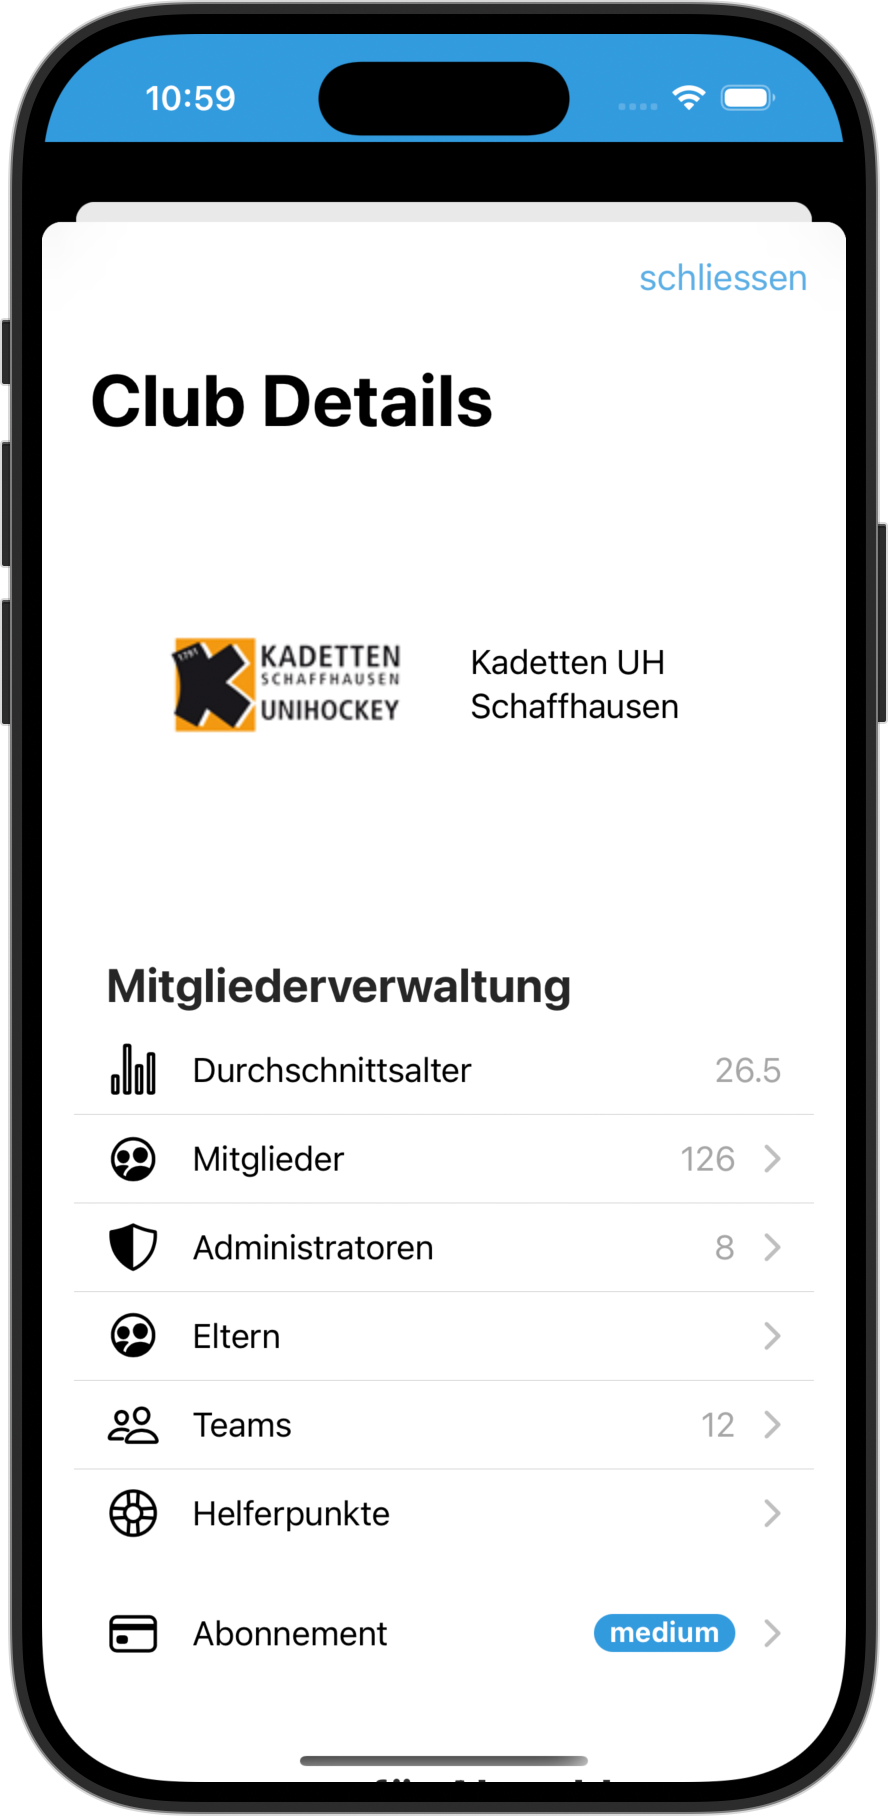 10:59
schliessen
Club Details
1791
KADETTEN
SCHAFFHAUSEN
UNIHOCKEY
Kadetten UH
Schaffhausen
Mitgliederverwaltung
Durchschnittsalter 26.5
Mitglieder 126
Administratoren 8
Eltern
Teams 12
Helferpunkte
Abonnement medium